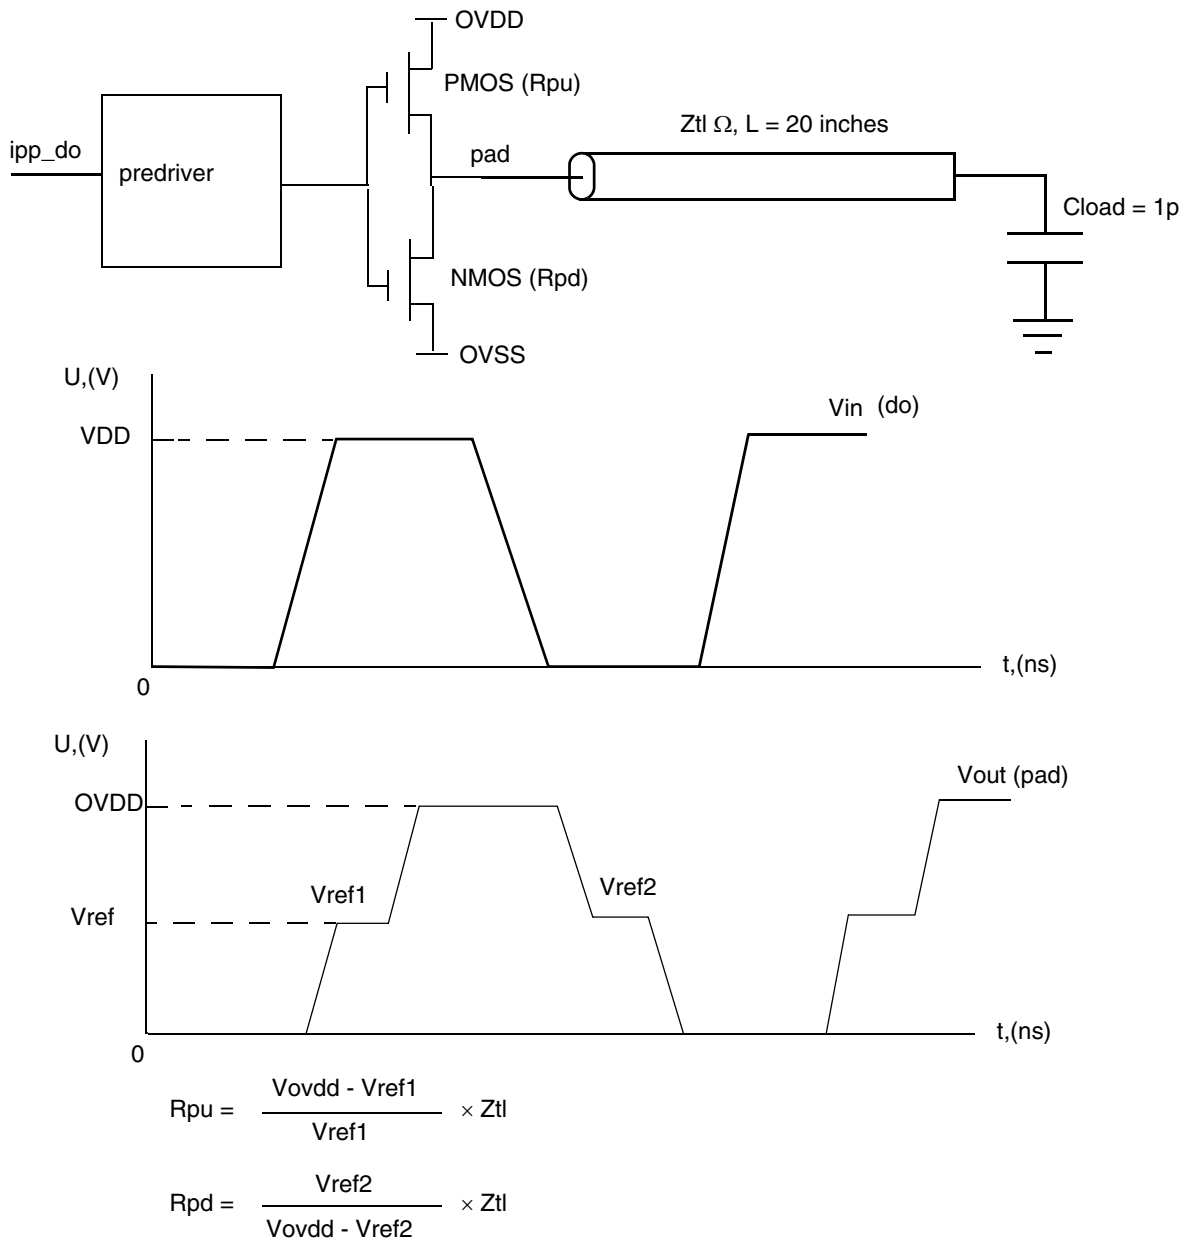 OVDD
PMOS (Rpu)
Ztl Ω, L = 20 inches
ipp_do
predriver
pad
Cload = 1p
NMOS (Rpd)
OVSS
U,(V)
Vin (do)
VDD
t,(ns)
0
U,(V)
Vout (pad)
OVDD
Vref1
Vref2
Vref
t,(ns)
0
Vovdd - Vref1
Rpu = × Ztl
Vref1
Vref2
Rpd = × Ztl
Vovdd - Vref2